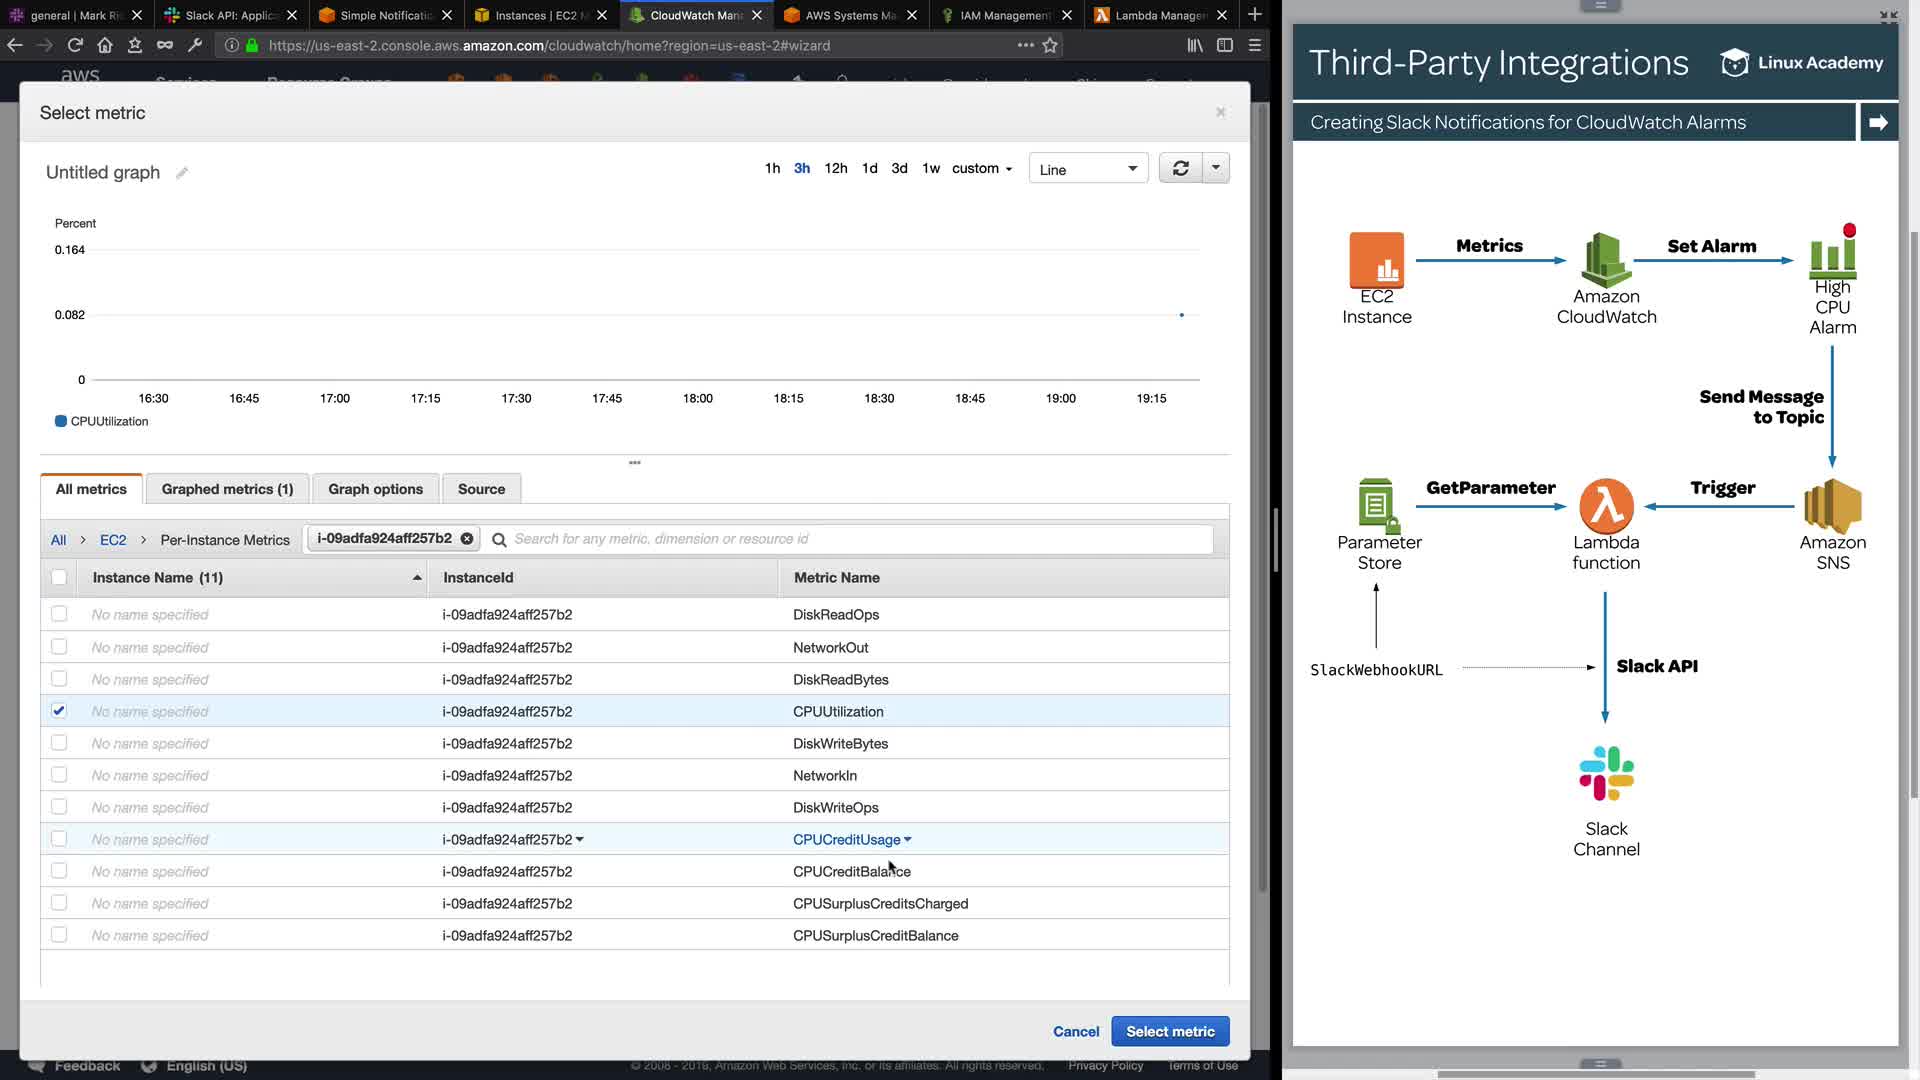 general | Mark Ri
Slack API: Applic
Simple Notificatio
Instances | EC2 M
CloudWatch Man
AWS Systems Ma
IAM Management
Lambda Manager
https://us-east-2.console.aws.amazon.com/cloudwatch/home?region=us-east-2#wizard
aws
Select metric
Untitled graph
1h 3h 12h 1d 3d 1w custom
Line
Percent
0.164
0.082
0
16:30 16:45 17:00 17:15 17:30 17:45 18:00 18:15 18:30 18:45 19:00 19:15
CPUUtilization
All metrics
Graphed metrics (1)
Graph options
Source
All > EC2 > Per-Instance Metrics
i-09adfa924aff257b2
Search for any metric, dimension or resource id
Instance Name (11) InstanceId Metric Name
No name specified i-09adfa924aff257b2 DiskReadOps
No name specified i-09adfa924aff257b2 NetworkOut
No name specified i-09adfa924aff257b2 DiskReadBytes
No name specified i-09adfa924aff257b2 CPUUtilization
No name specified i-09adfa924aff257b2 DiskWriteBytes
No name specified i-09adfa924aff257b2 NetworkIn
No name specified i-09adfa924aff257b2 DiskWriteOps
No name specified i-09adfa924aff257b2 CPUCreditUsage
No name specified i-09adfa924aff257b2 CPUCreditBalance
No name specified i-09adfa924aff257b2 CPUSurplusCreditsCharged
No name specified i-09adfa924aff257b2 CPUSurplusCreditBalance
Cancel
Select metric
Feedback
English (US)
© 2008 - 2019, Amazon Web Services, Inc. or its affiliates. All rights reserved.
Privacy Policy
Terms of Use
Third-Party Integrations
Linux Academy
Creating Slack Notifications for CloudWatch Alarms
Metrics
Set Alarm
EC2
Instance
Amazon
CloudWatch
High
CPU
Alarm
Send Message
to Topic
GetParameter
Trigger
Parameter
Store
Lambda
function
Amazon
SNS
SlackWebhookURL
Slack API
Slack
Channel